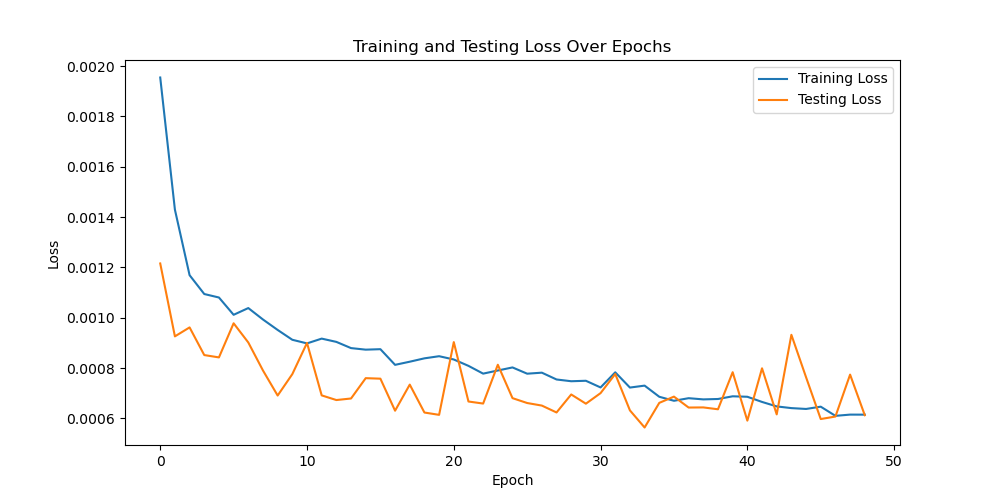 Training and Testing Loss Over Epochs
0.0020
0.0018
0.0016
0.0014
0.0012
0.0010
0.0008
0.0006
Loss
Training Loss
Testing Loss
0 10 20 30 40 50
Epoch